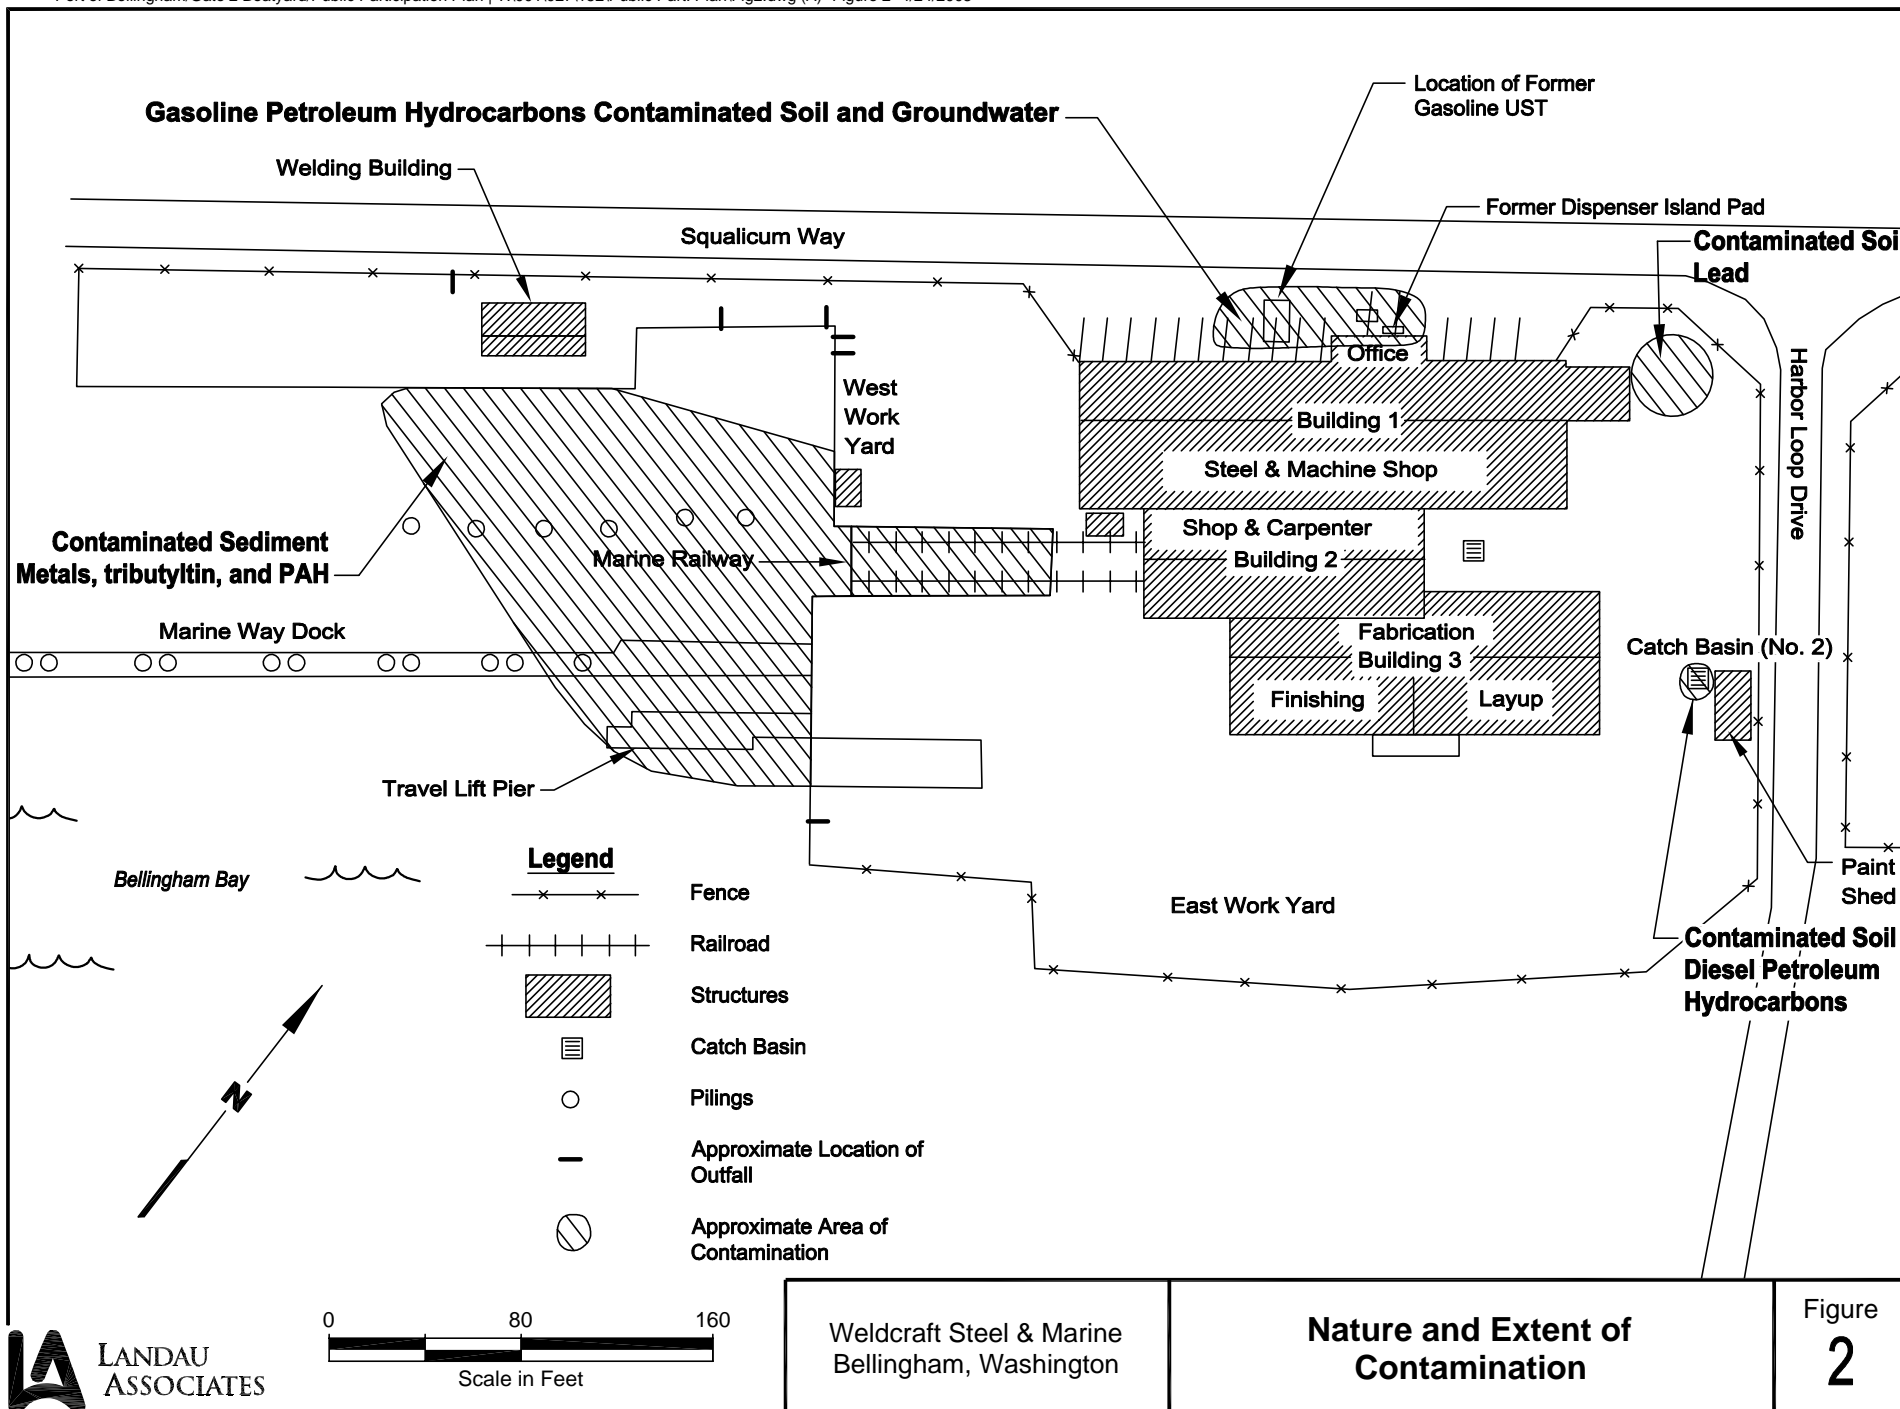 Location of Former
Gasoline UST
Gasoline Petroleum Hydrocarbons Contaminated Soil and Groundwater
Welding Building
Former Dispenser Island Pad
Squalicum Way
Contaminated Soi
Lead
Office
Harbor Loop Drive
West
Work
Yard
Building 1
Steel & Machine Shop
Contaminated Sediment
Metals, tributyltin, and PAH
Shop & Carpenter
Marine Railway
Building 2
Marine Way Dock
Fabrication
Building 3
Catch Basin (No. 2)
Finishing
Layup
Travel Lift Pier
Legend
Bellingham Bay
Fence
Paint
Shed
East Work Yard
Railroad
Contaminated Soil
Diesel Petroleum
Hydrocarbons
Structures
Catch Basin
N
Pilings
Approximate Location of
Outfall
Approximate Area of
Contamination
0 80 160
Scale in Feet
LANDAU
ASSOCIATES
Weldcraft Steel & Marine
Bellingham, Washington
Nature and Extent of
Contamination
Figure
2